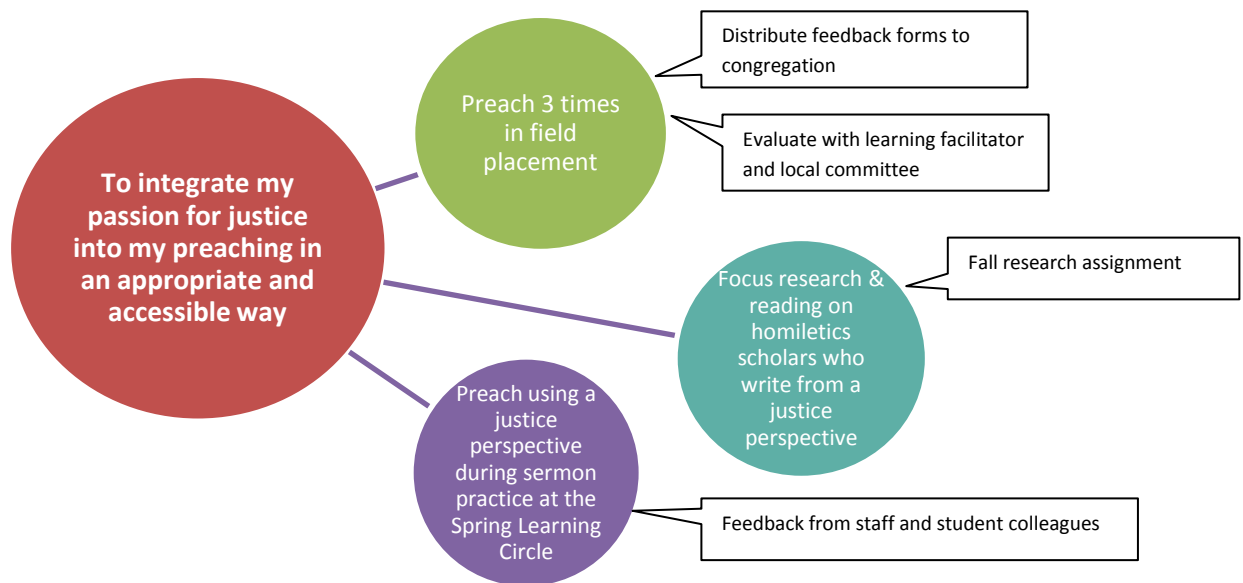 To integrate my
passion for justice
into my preaching in
an appropriate and
accessible way
Preach 3 times
in field
placement
Distribute feedback forms to
congregation
Evaluate with learning facilitator
and local committee
Focus research &
reading on
homiletics
scholars who
write from a
justice
perspective
Fall research assignment
Preach using a
justice
perspective
during sermon
practice at the
Spring Learning
Circle
Feedback from staff and student colleagues